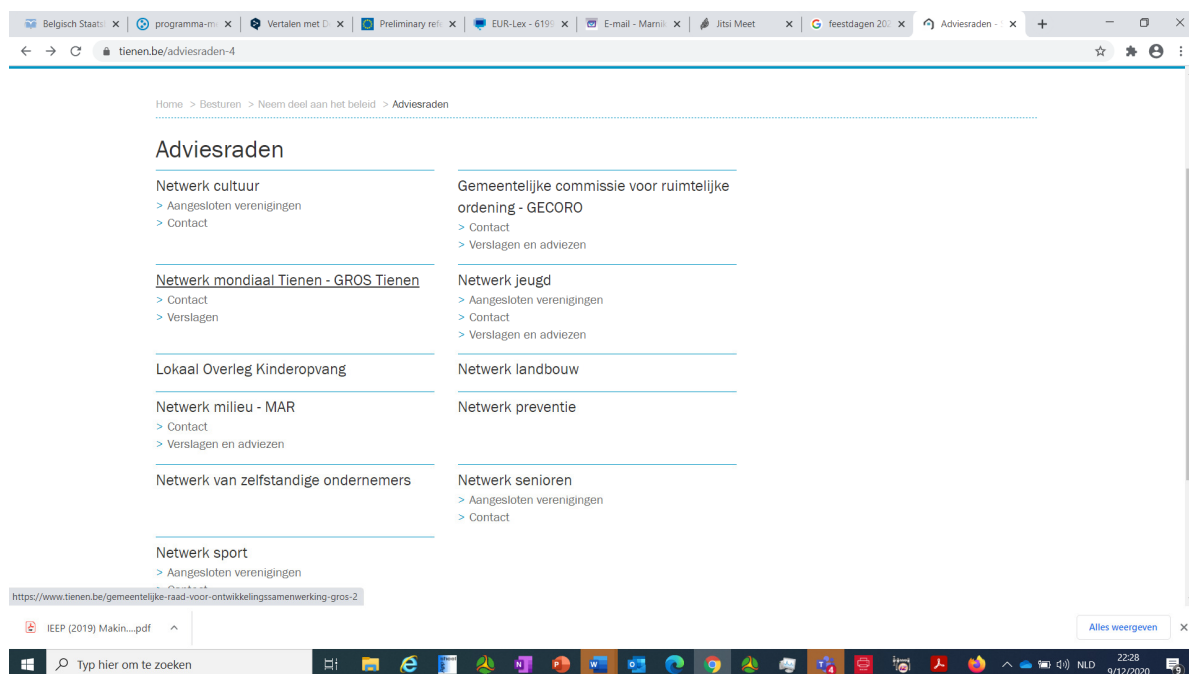 Belgisch Staats
programma-m
Vertalen met D
Preliminary ref
EUR-Lex - 6199
E-mail - Marnik
Jitsi Meet
feestdagen 202
Adviesraden -
tienen.be/adviesraden-4
Home > Besturen > Neem deel aan het beleid > Adviesraden
Adviesraden
Netwerk cultuur
> Aangesloten verenigingen
> Contact
Gemeentelijke commissie voor ruimtelijke
ordening - GECORO
> Contact
> Verslagen en adviezen
Netwerk mondiaal Tienen - GROS Tienen
> Contact
> Verslagen
Netwerk jeugd
> Aangesloten verenigingen
> Contact
> Verslagen en adviezen
Lokaal Overleg Kinderopvang
Netwerk landbouw
Netwerk milieu - MAR
> Contact
> Verslagen en adviezen
Netwerk preventie
Netwerk van zelfstandige ondernemers
Netwerk senioren
> Aangesloten verenigingen
> Contact
Netwerk sport
> Aangesloten verenigingen
https://www.tienen.be/gemeentelijke-raad-voor-ontwikkelingssamenwerking-gros-2
IEEP (2019) Makin....pdf
Alles weergeven
Typ hier om te zoeken
NLD
22:28
9/12/2020